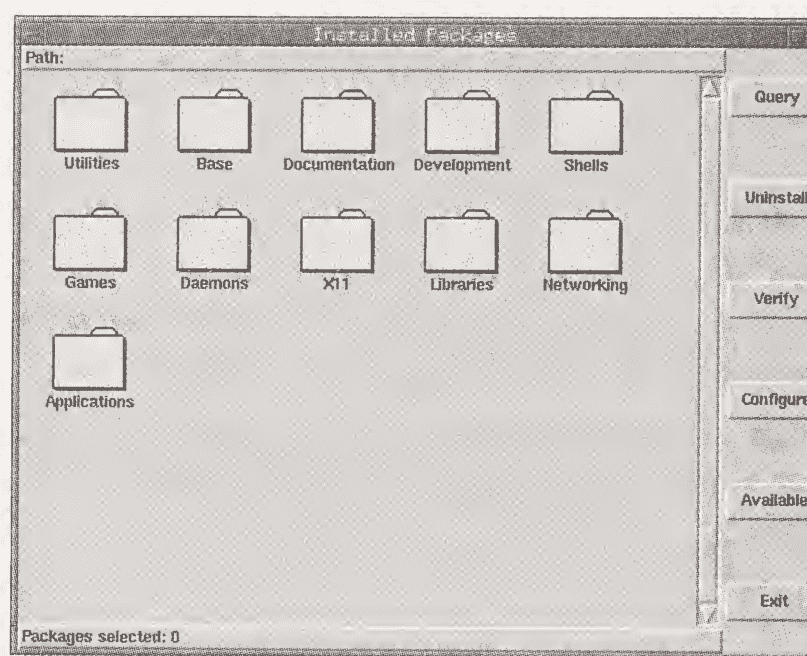 Installed Packages
Path:
Utilities
Base
Documentation
Development
Shells
Games
Daemons
X11
Libraries
Networking
Applications
Query
Uninstall
Verify
Configure
Available
Exit
Packages selected: 0